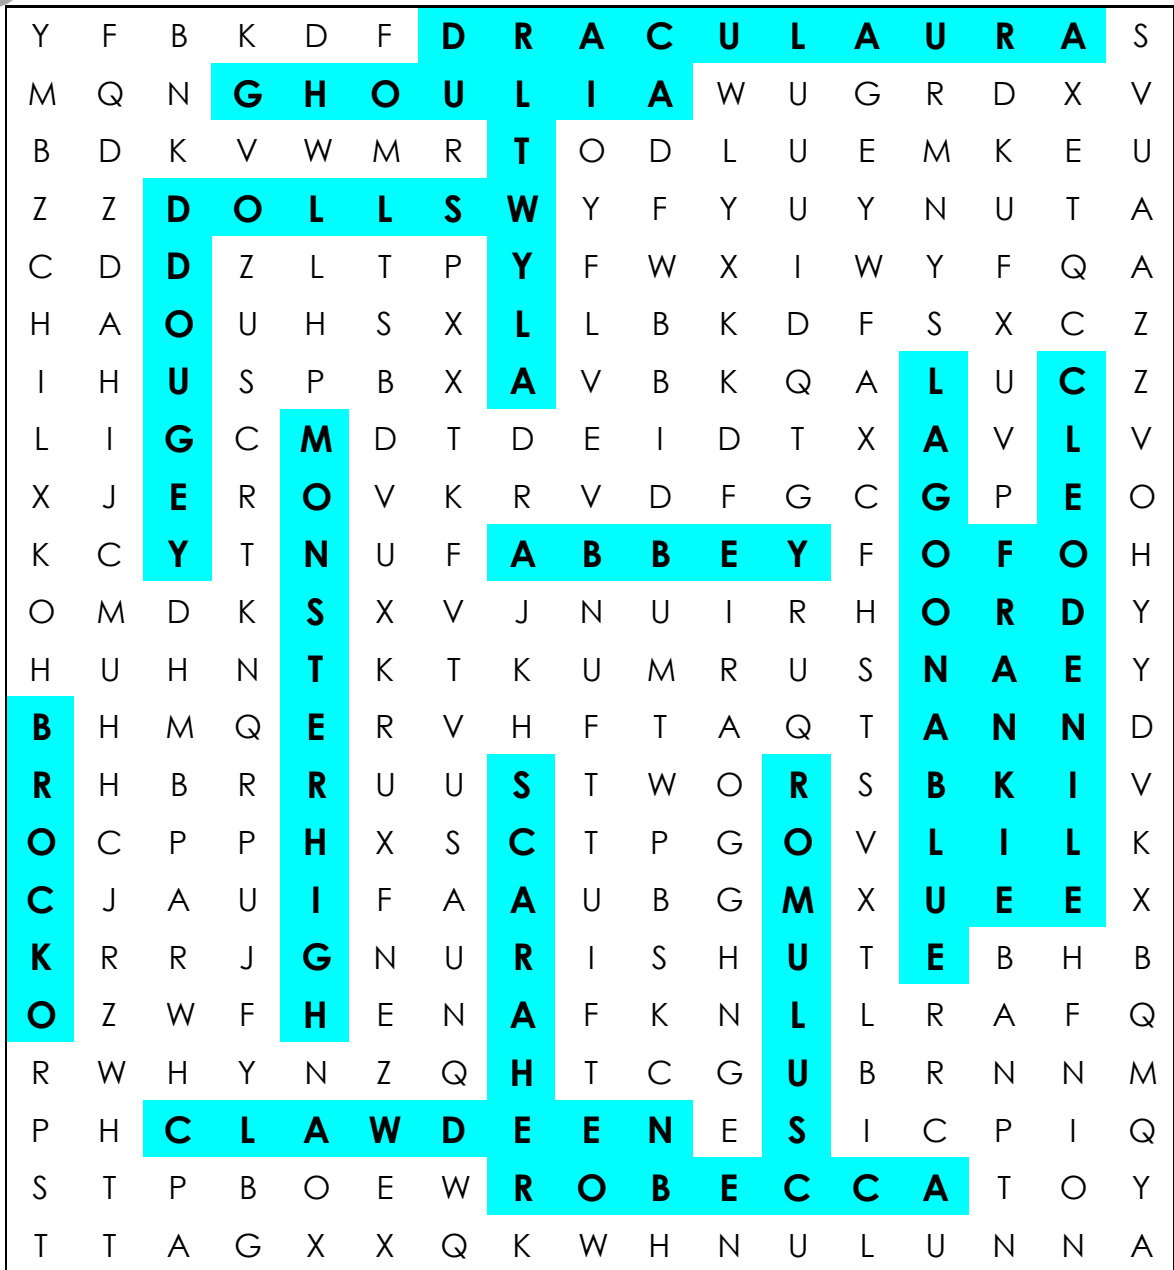 Y F B K D F D R A C U L A U R A S
M Q N G H O U L I A W U G R D X V
B D K V W M R T O D L U E M K E U
Z Z D O L L S W Y F Y U Y N U T A
C D D Z L T P Y F W X I W Y F Q A
H A O U H S X L L B K D F S X C Z
I H U S P B X A V B K Q A L U C Z
L I G C M D T D E I D T X A V L V
X J E R O V K R V D F G C G P E O
K C Y T N U F A B B E Y F O F O H
O M D K S X V J N U I R H O R D Y
H U H N T K T K U M R U S N A E Y
B H M Q E R V H F T A Q T A N N D
R H B R R U U S T W O R S B K I V
O C P P H X S C T P G O V L I L K
C J A U I F A A U B G M X U E E X
K R R J G N U R I S H U T E B H B
O Z W F H E N A F K N L L R A F Q
R W H Y N Z Q H T C G U B R N N M
P H C L A W D E E N E S I C P I Q
S T P B O E W R O B E C C A T O Y
T T A G X X Q K W H N U L U N N A